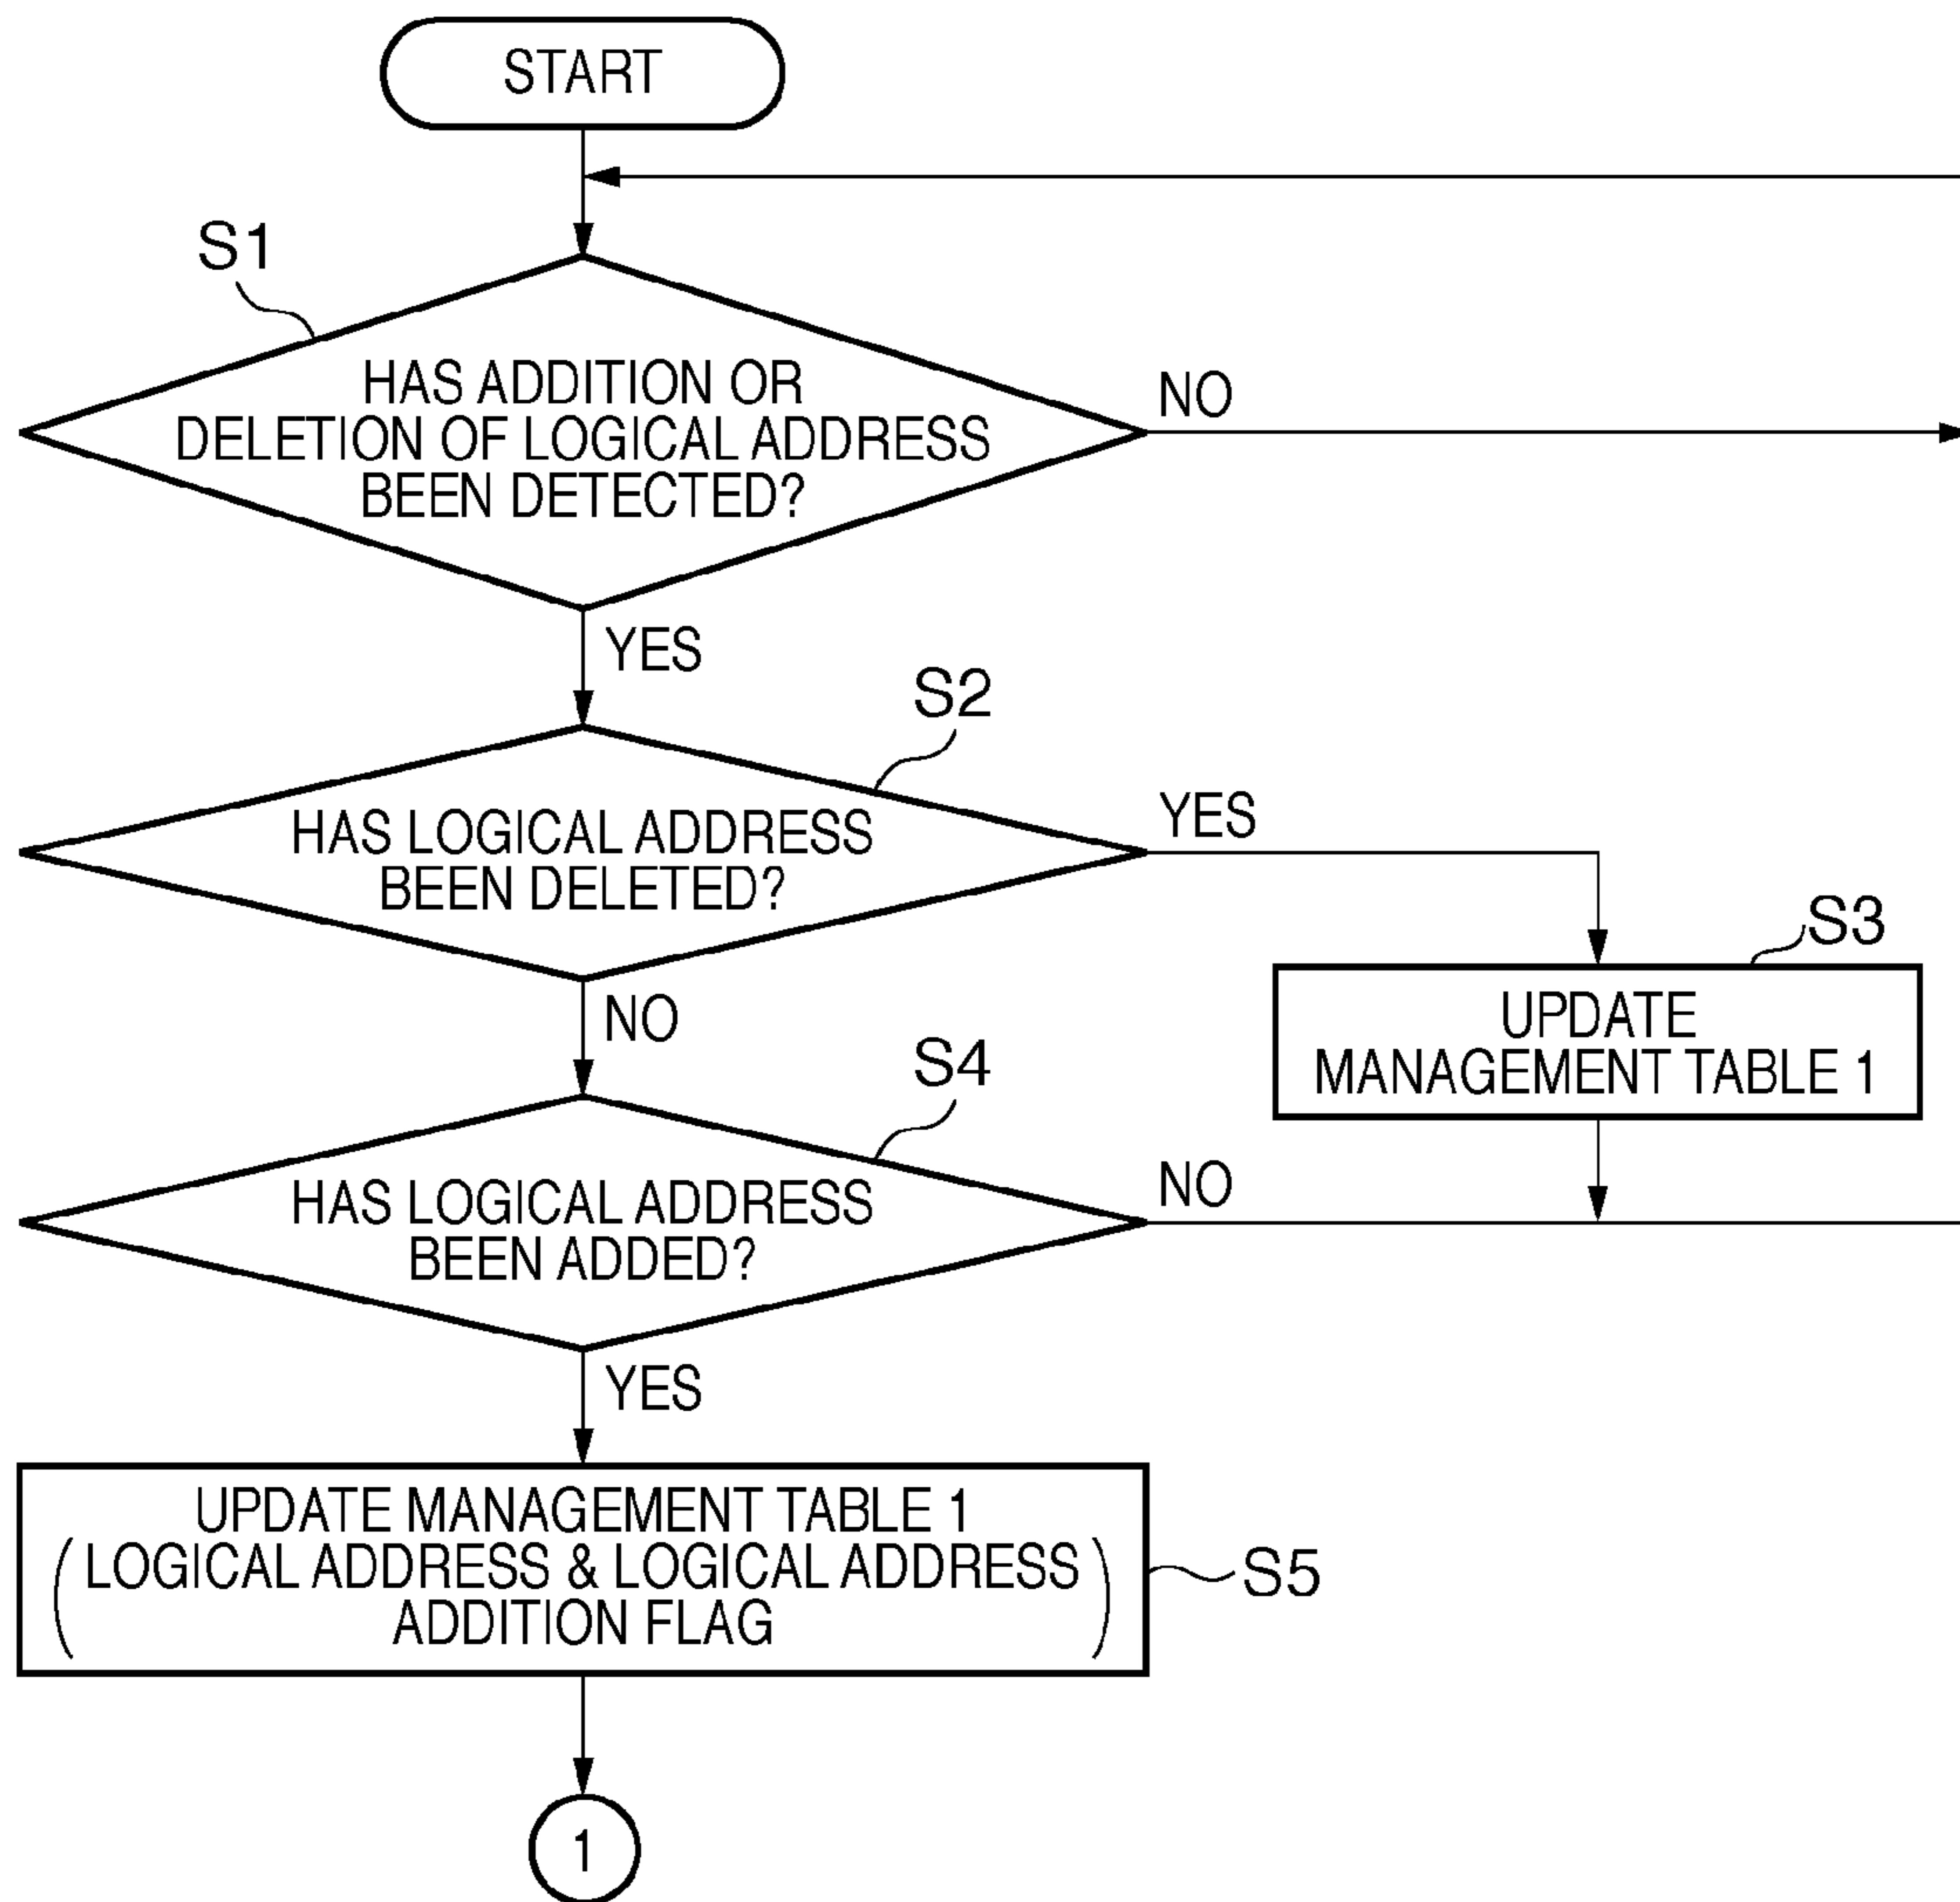 START
S1
HAS ADDITION OR
DELETION OF LOGICAL ADDRESS
BEEN DETECTED?
NO
YES
S2
HAS LOGICAL ADDRESS
BEEN DELETED?
YES
S3
UPDATE
MANAGEMENT TABLE 1
NO
S4
HAS LOGICAL ADDRESS
BEEN ADDED?
NO
YES
UPDATE MANAGEMENT TABLE 1
(LOGICAL ADDRESS & LOGICAL ADDRESS
ADDITION FLAG)
S5
1